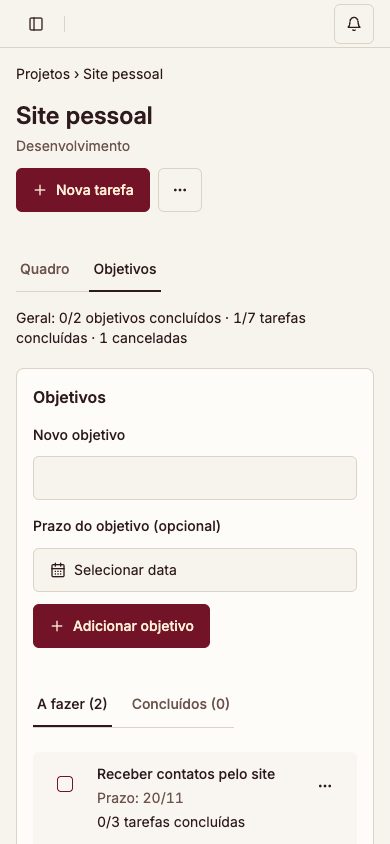 Projetos › Site pessoal
Site pessoal
Desenvolvimento
Nova tarefa
Quadro Objetivos
Geral: 0/2 objetivos concluídos · 1/7 tarefas
concluídas · 1 canceladas
Objetivos
Novo objetivo
Prazo do objetivo (opcional)
Selecionar data
Adicionar objetivo
A fazer (2) Concluídos (0)
Receber contatos pelo site
Prazo: 20/11
0/3 tarefas concluídas